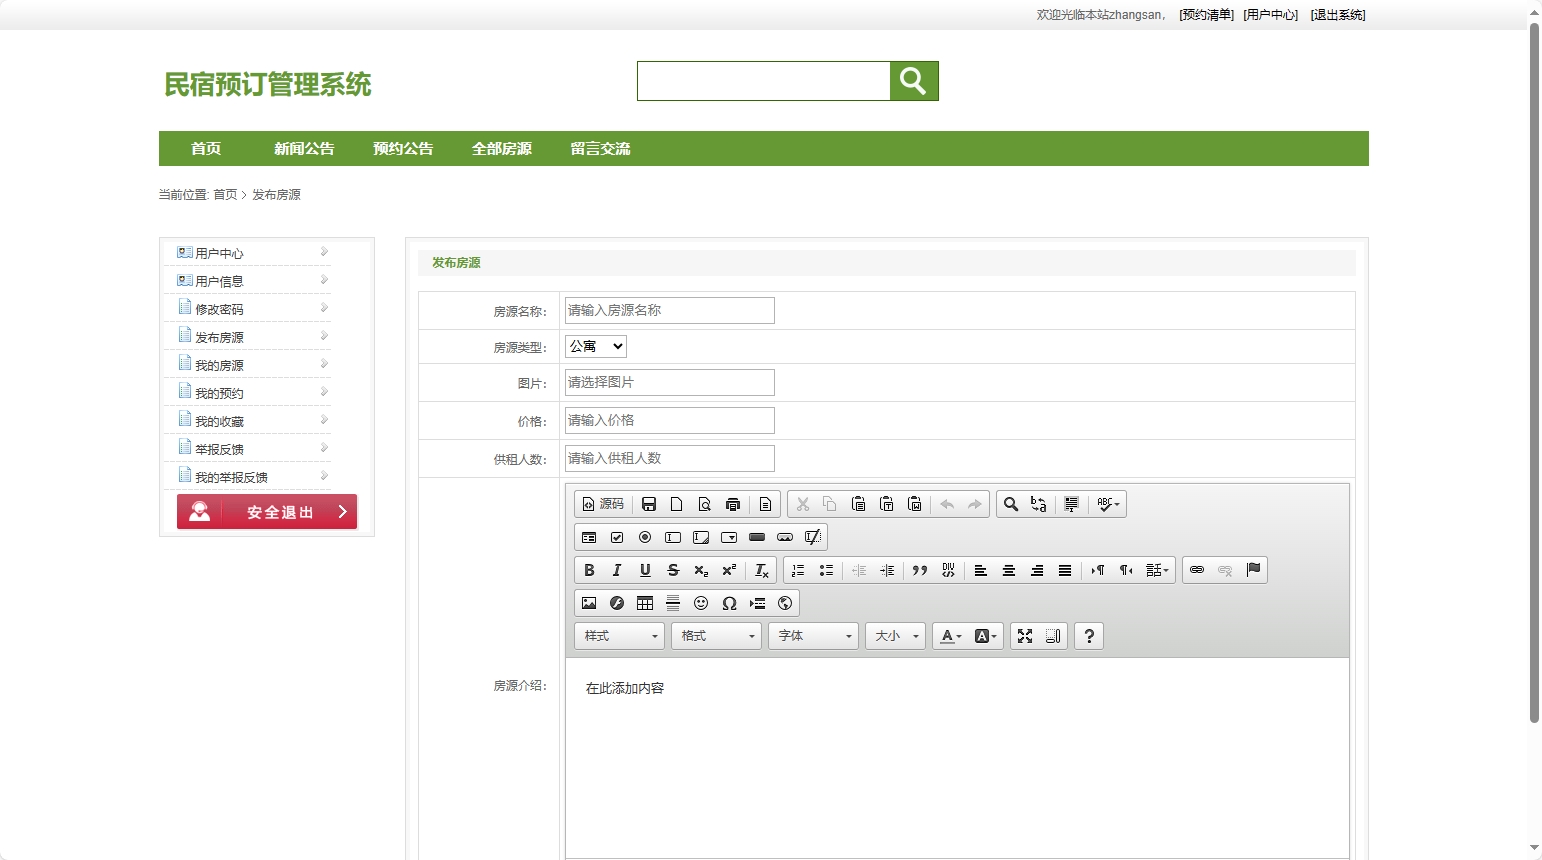 欢迎光临本站zhangsan， [预约清单] [用户中心] [退出系统]
民宿预订管理系统
首页 新闻公告 预约公告 全部房源 留言交流
当前位置: 首页 > 发布房源
用户中心
用户信息
修改密码
发布房源
我的房源
我的预约
我的收藏
举报反馈
我的举报反馈
安全退出
发布房源
房源名称： 请输入房源名称
房源类型： 公寓
图片： 请选择图片
价格： 请输入价格
供租人数： 请输入供租人数
源码
样式 格式 字体 大小
房源介绍：
在此添加内容